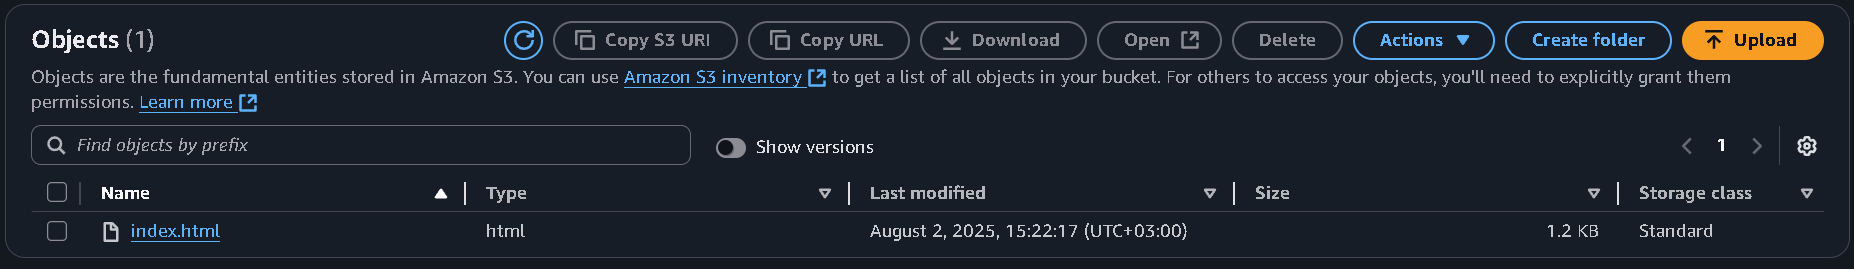 Objects (1)
Copy S3 URI
Copy URL
Download
Open
Delete
Actions
Create folder
Upload
Objects are the fundamental entities stored in Amazon S3. You can use Amazon S3 inventory to get a list of all objects in your bucket. For others to access your objects, you'll need to explicitly grant them
permissions. Learn more
Find objects by prefix
Show versions
1
Name
Type
Last modified
Size
Storage class
index.html
html
August 2, 2025, 15:22:17 (UTC+03:00)
1.2 KB
Standard